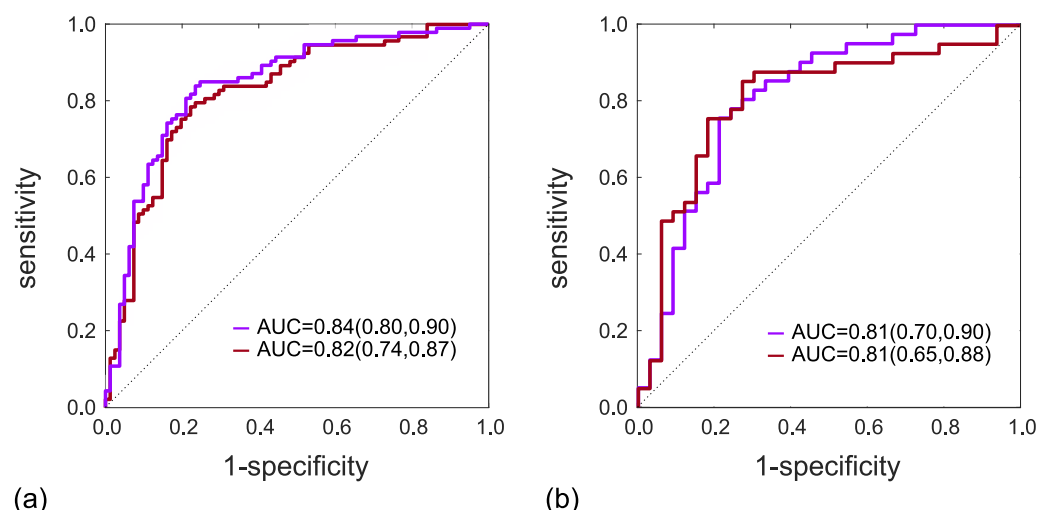 1.0
0.8
0.6
0.4
0.2
0.0
sensitivity
AUC=0.84(0.80,0.90)
AUC=0.82(0.74,0.87)
0.0 0.2 0.4 0.6 0.8 1.0
1-specificity
(a)
1.0
0.8
0.6
0.4
0.2
0.0
sensitivity
AUC=0.81(0.70,0.90)
AUC=0.81(0.65,0.88)
0.0 0.2 0.4 0.6 0.8 1.0
1-specificity
(b)